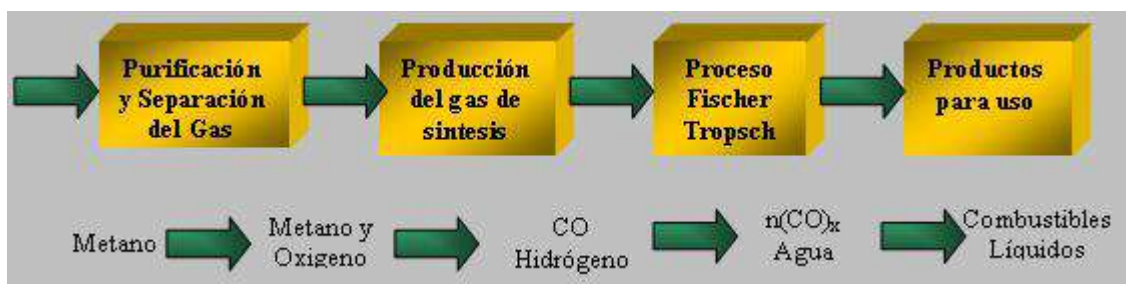 Purificación
y Separación
del Gas
Producción
del gas de
sintesis
Proceso
Fischer
Tropsch
Productos
para uso
Metano
Metano y
Oxigeno
CO
Hidrógeno
n(CO)ₓ
Agua
Combustibles
Líquidos